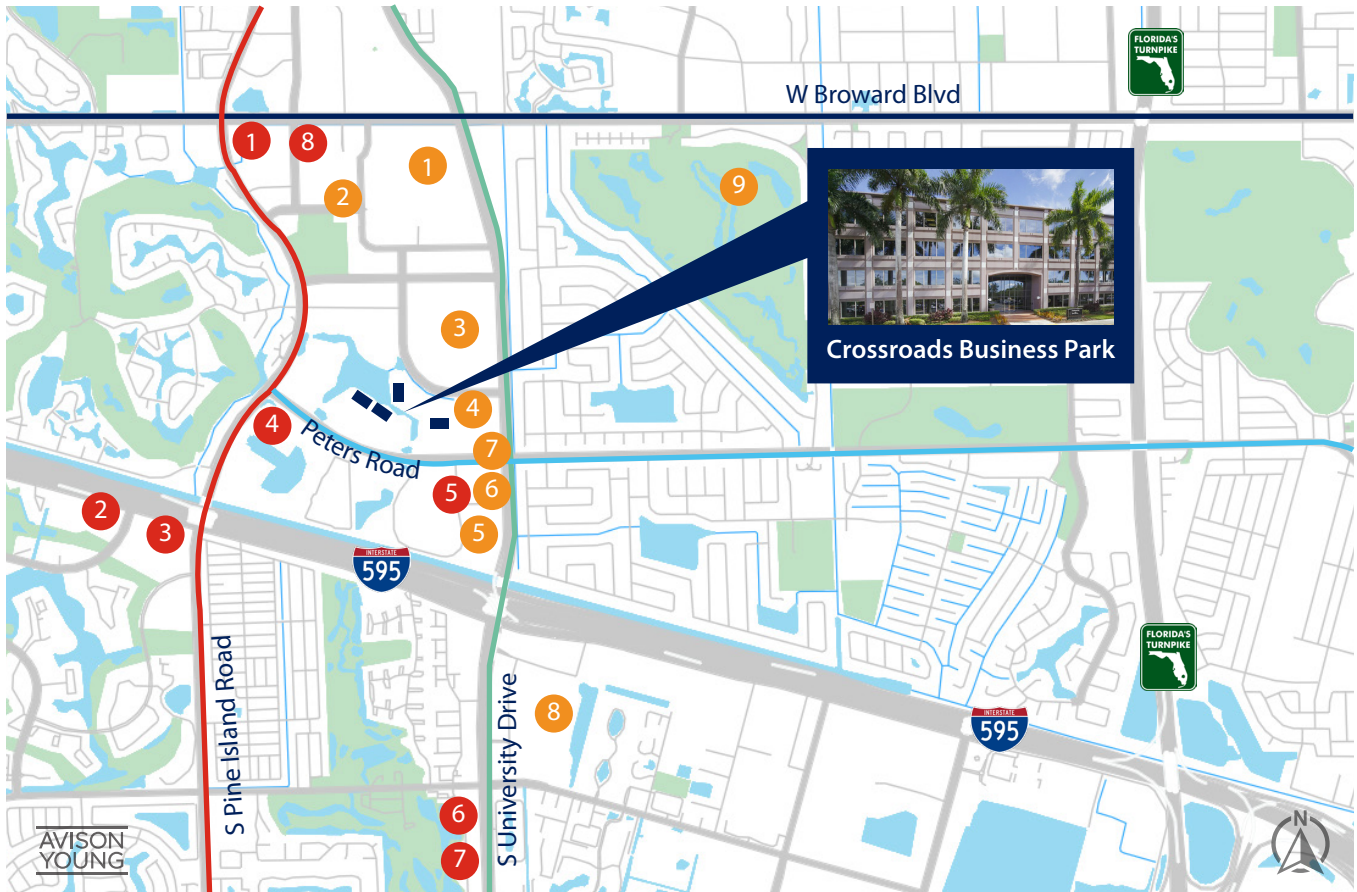 FLORIDA'S
TURNPIKE
W Broward Blvd
1
8
1
2
9
3
Crossroads Business Park
4
4
Peters Road
7
5
6
2
3
5
INTERSTATE
595
FLORIDA'S
TURNPIKE
S Pine Island Road
S University Drive
8
INTERSTATE
595
6
7
AVISON
YOUNG
N